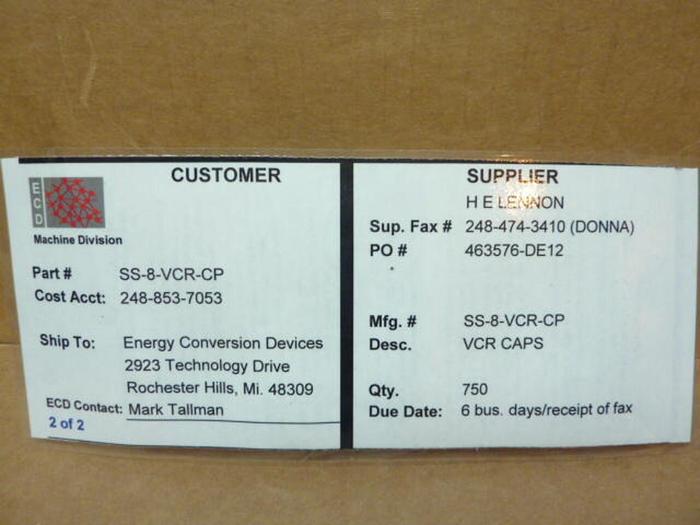 CUSTOMER
ECD
Machine Division
Part # SS-8-VCR-CP
Cost Acct: 248-853-7053
Ship To: Energy Conversion Devices
2923 Technology Drive
Rochester Hills, Mi. 48309
ECD Contact: Mark Tallman
2 of 2
SUPPLIER
H E LENNON
Sup. Fax # 248-474-3410 (DONNA)
PO # 463576-DE12
Mfg. # SS-8-VCR-CP
Desc. VCR CAPS
Qty. 750
Due Date: 6 bus. days/receipt of fax